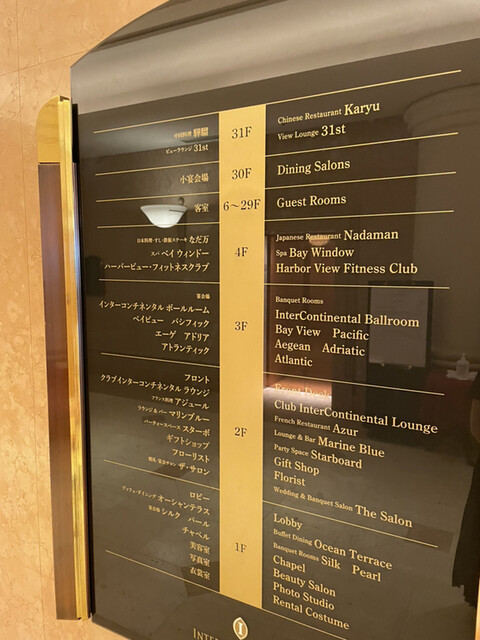 中国料理 驊騮 31F Chinese Restaurant Karyu
ビューラウンジ 31st View Lounge 31st
小宴会場 30F Dining Salons
客室 6～29F Guest Rooms
日本料理・すし・鉄板ステーキ なだ万 Japanese Restaurant Nadaman
スパ ベイ ウィンドー 4F Spa Bay Window
ハーバービュー・フィットネスクラブ Harbor View Fitness Club
宴会場 Banquet Rooms
インターコンチネンタル ボールルーム InterContinental Ballroom
ベイビュー パシフィック 3F Bay View Pacific
エーゲ アドリア Aegean Adriatic
アトランティック Atlantic
フロント Front Desk
クラブインターコンチネンタル ラウンジ Club InterContinental Lounge
フランス料理 アジュール French Restaurant Azur
ラウンジ＆バー マリンブルー Lounge & Bar Marine Blue
パーティースペース スターボ 2F Party Space Starboard
ギフトショップ Gift Shop
フローリスト Florist
ザ・サロン Wedding & Banquet Salon The Salon
ロビー Lobby
ブッフェ・ダイニング オーシャンテラス Buffet Dining Ocean Terrace
宴会場 シルク パール Banquet Rooms Silk Pearl
チャペル 1F Chapel
美容室 Beauty Salon
写真室 Photo Studio
衣裳室 Rental Costume